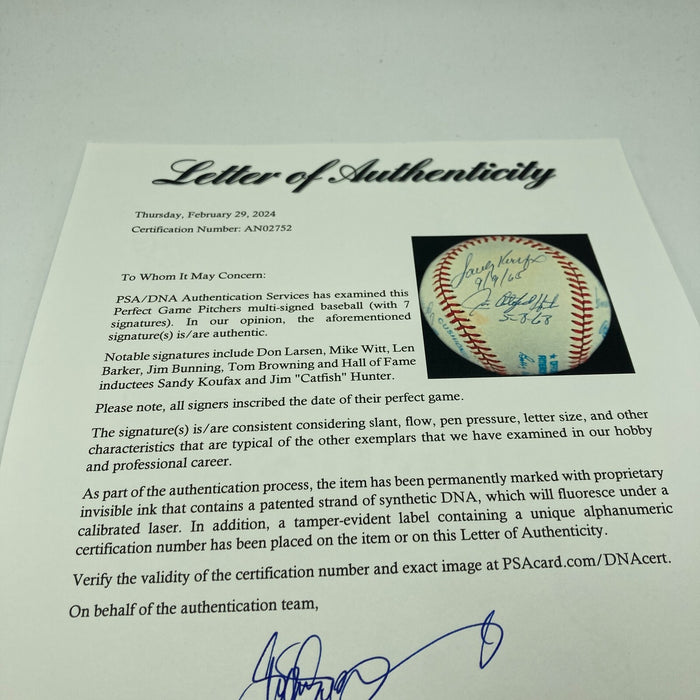 Letter of Authenticity
Thursday, February 29, 2024
Certification Number: AN02752
To Whom It May Concern:
PSA/DNA Authentication Services has examined this
Perfect Game Pitchers multi-signed baseball (with 7
signatures). In our opinion, the aforementioned
signature(s) is/are authentic.
Notable signatures include Don Larsen, Mike Witt, Len
Barker, Jim Bunning, Tom Browning and Hall of Fame
inductees Sandy Koufax and Jim "Catfish" Hunter.
Sandy Koufax
9/9/65
Jim Catfish Hunter
5-8-68
CUSHION
Please note, all signers inscribed the date of their perfect game.
The signature(s) is/are consistent considering slant, flow, pen pressure, letter size, and other
characteristics that are typical of the other exemplars that we have examined in our hobby
and professional career.
As part of the authentication process, the item has been permanently marked with proprietary
invisible ink that contains a patented strand of synthetic DNA, which will fluoresce under a
calibrated laser. In addition, a tamper-evident label containing a unique alphanumeric
certification number has been placed on the item or on this Letter of Authenticity.
Verify the validity of the certification number and exact image at PSAcard.com/DNAcert.
On behalf of the authentication team,